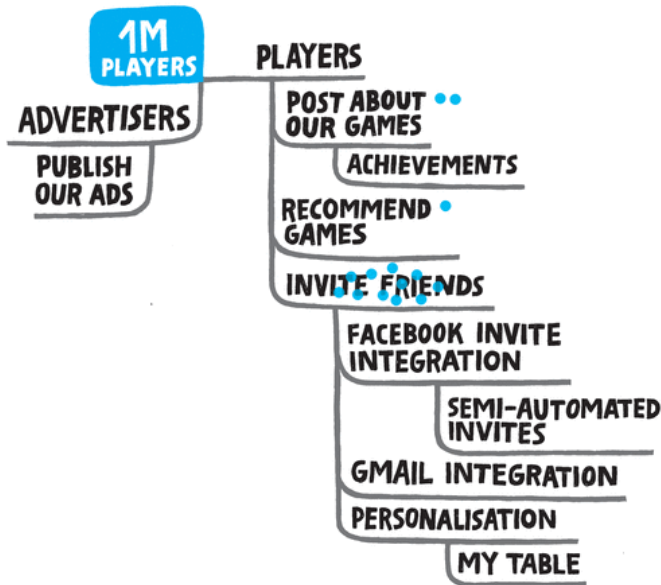 1M
PLAYERS
PLAYERS
ADVERTISERS
PUBLISH
OUR ADS
POST ABOUT
OUR GAMES
ACHIEVEMENTS
RECOMMEND
GAMES
INVITE FRIENDS
FACEBOOK INVITE
INTEGRATION
SEMI-AUTOMATED
INVITES
GMAIL INTEGRATION
PERSONALISATION
MY TABLE